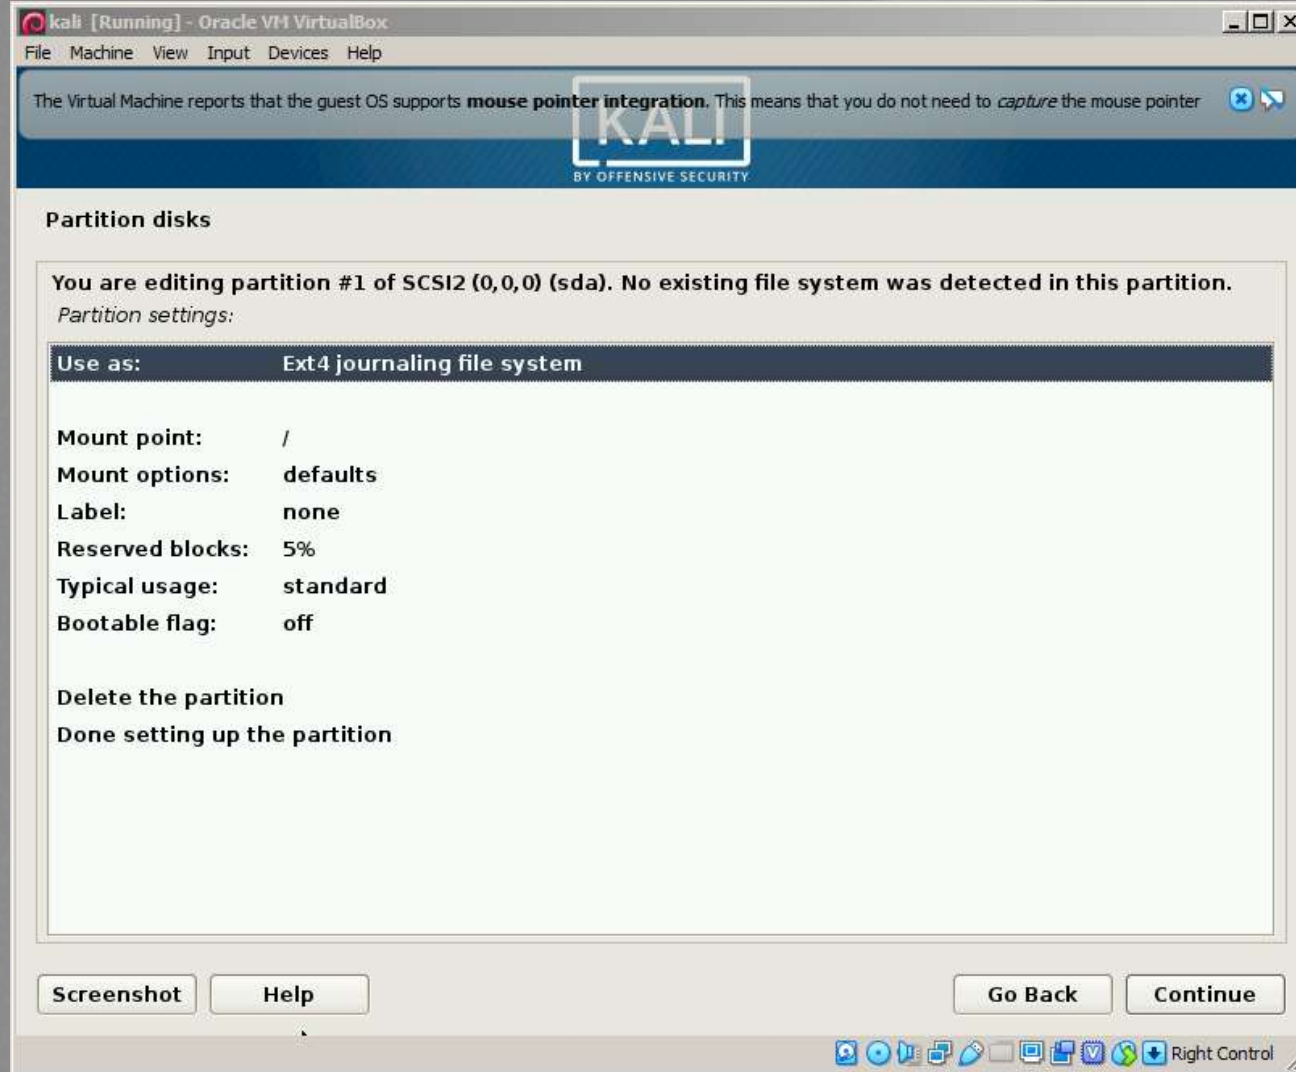 kali [Running] - Oracle VM VirtualBox
File Machine View Input Devices Help
The Virtual Machine reports that the guest OS supports mouse pointer integration. This means that you do not need to capture the mouse pointer
KALI
BY OFFENSIVE SECURITY
Partition disks
You are editing partition #1 of SCSI2 (0,0,0) (sda). No existing file system was detected in this partition.
Partition settings:
Use as: Ext4 journaling file system
Mount point: /
Mount options: defaults
Label: none
Reserved blocks: 5%
Typical usage: standard
Bootable flag: off
Delete the partition
Done setting up the partition
Screenshot Help Go Back Continue
Right Control